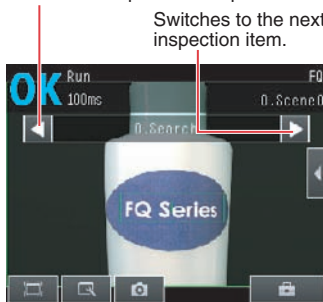 Switches to the next
inspection item.
OK Run FQ
100ms 0.Scene0
0.Search
FQ Series